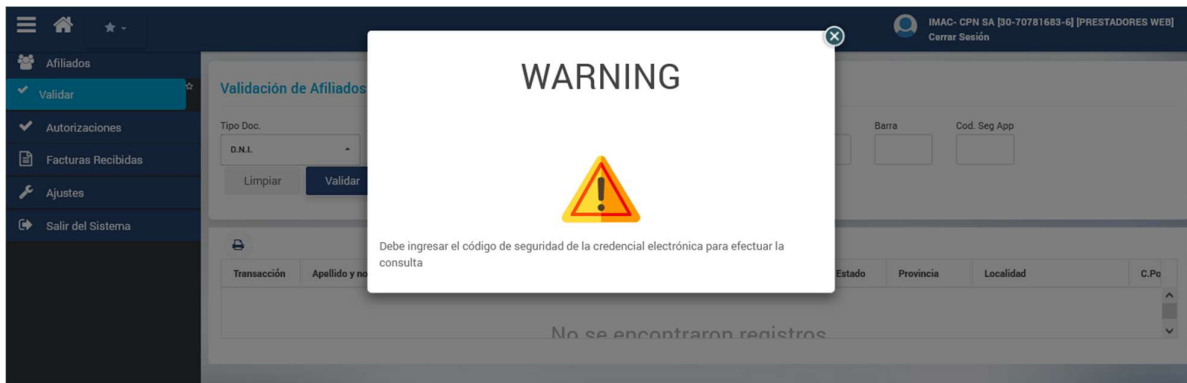 IMAC- CPN SA [30-70781683-6] [PRESTADORES WEB]
Cerrar Sesión
Afiliados
Validar
Autorizaciones
Facturas Recibidas
Ajustes
Salir del Sistema
Validación de Afiliados
Tipo Doc.
Barra
Cod. Seg App
D.N.I.
Limpiar
Validar
WARNING
Debe ingresar el código de seguridad de la credencial electrónica para efectuar la
consulta
Transacción
Apellido y no
Estado
Provincia
Localidad
C.Po
No se encontraron registros